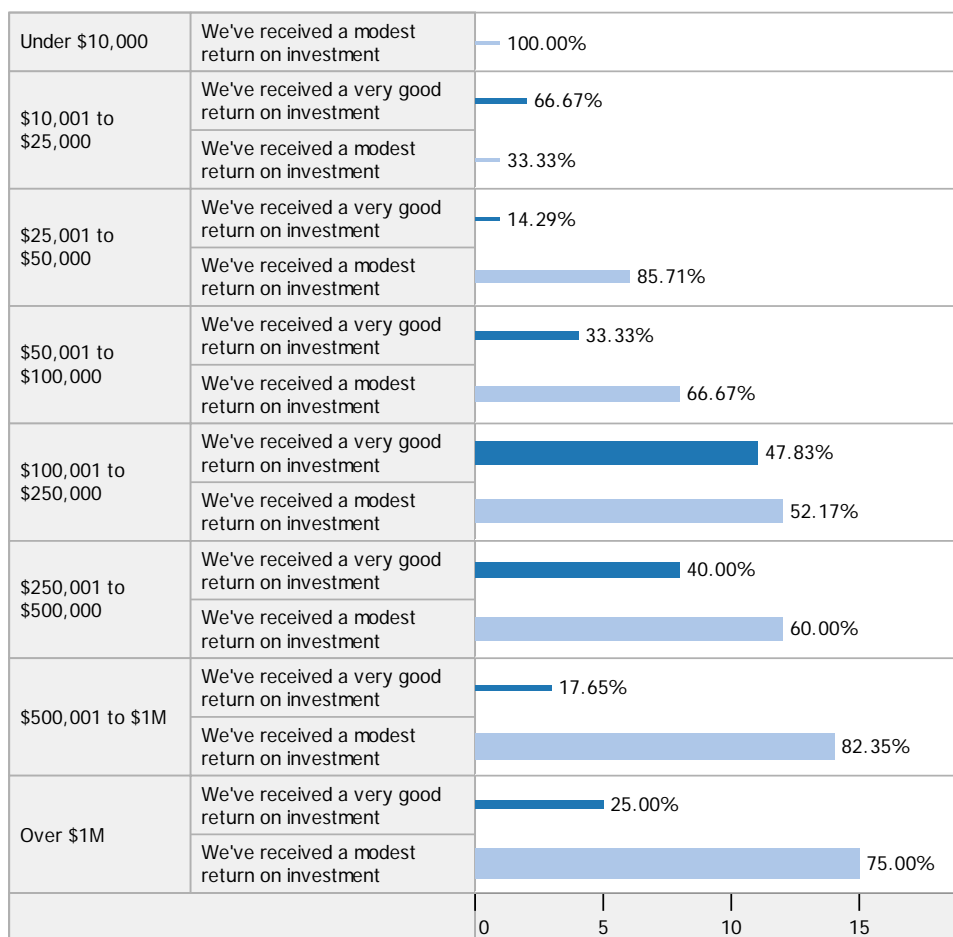 Under $10,000
We've received a modest
return on investment
100.00%
$10,001 to
$25,000
We've received a very good
return on investment
66.67%
We've received a modest
return on investment
33.33%
$25,001 to
$50,000
We've received a very good
return on investment
14.29%
We've received a modest
return on investment
85.71%
$50,001 to
$100,000
We've received a very good
return on investment
33.33%
We've received a modest
return on investment
66.67%
$100,001 to
$250,000
We've received a very good
return on investment
47.83%
We've received a modest
return on investment
52.17%
$250,001 to
$500,000
We've received a very good
return on investment
40.00%
We've received a modest
return on investment
60.00%
$500,001 to $1M
We've received a very good
return on investment
17.65%
We've received a modest
return on investment
82.35%
Over $1M
We've received a very good
return on investment
25.00%
We've received a modest
return on investment
75.00%
0 5 10 15